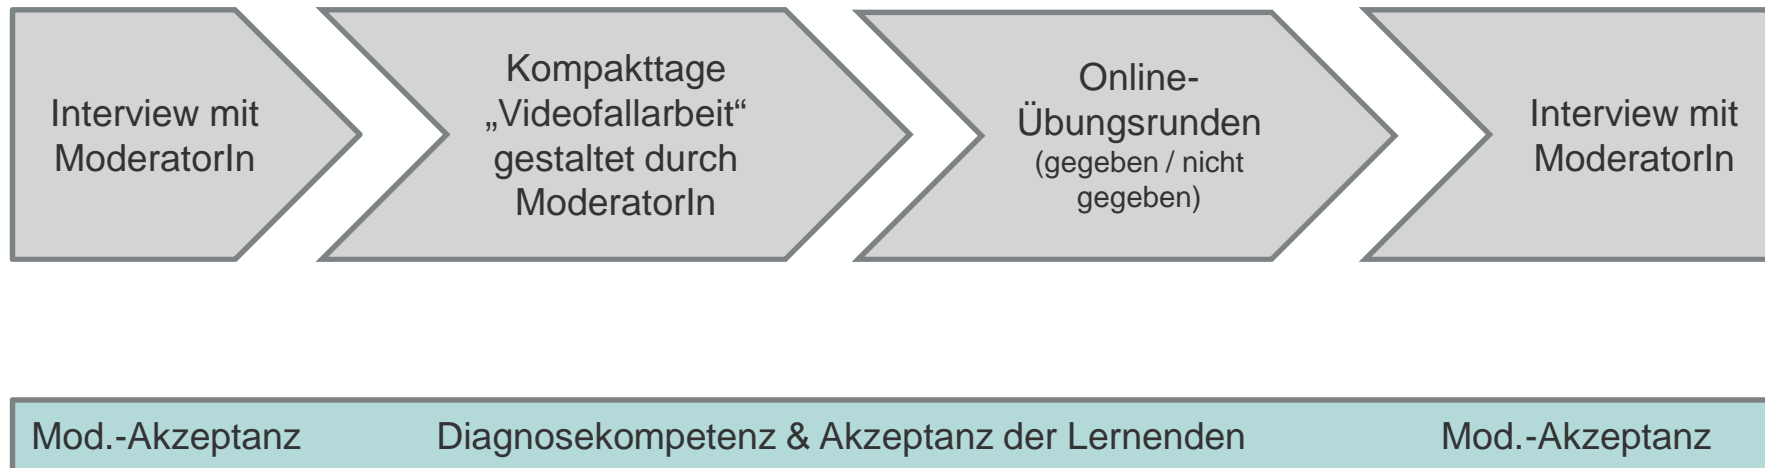 Interview mit
ModeratorIn
Kompakttage
„Videofallarbeit“
gestaltet durch
ModeratorIn
Online-
Übungsrunden
(gegeben / nicht
gegeben)
Interview mit
ModeratorIn
Mod.-Akzeptanz
Diagnosekompetenz & Akzeptanz der Lernenden
Mod.-Akzeptanz